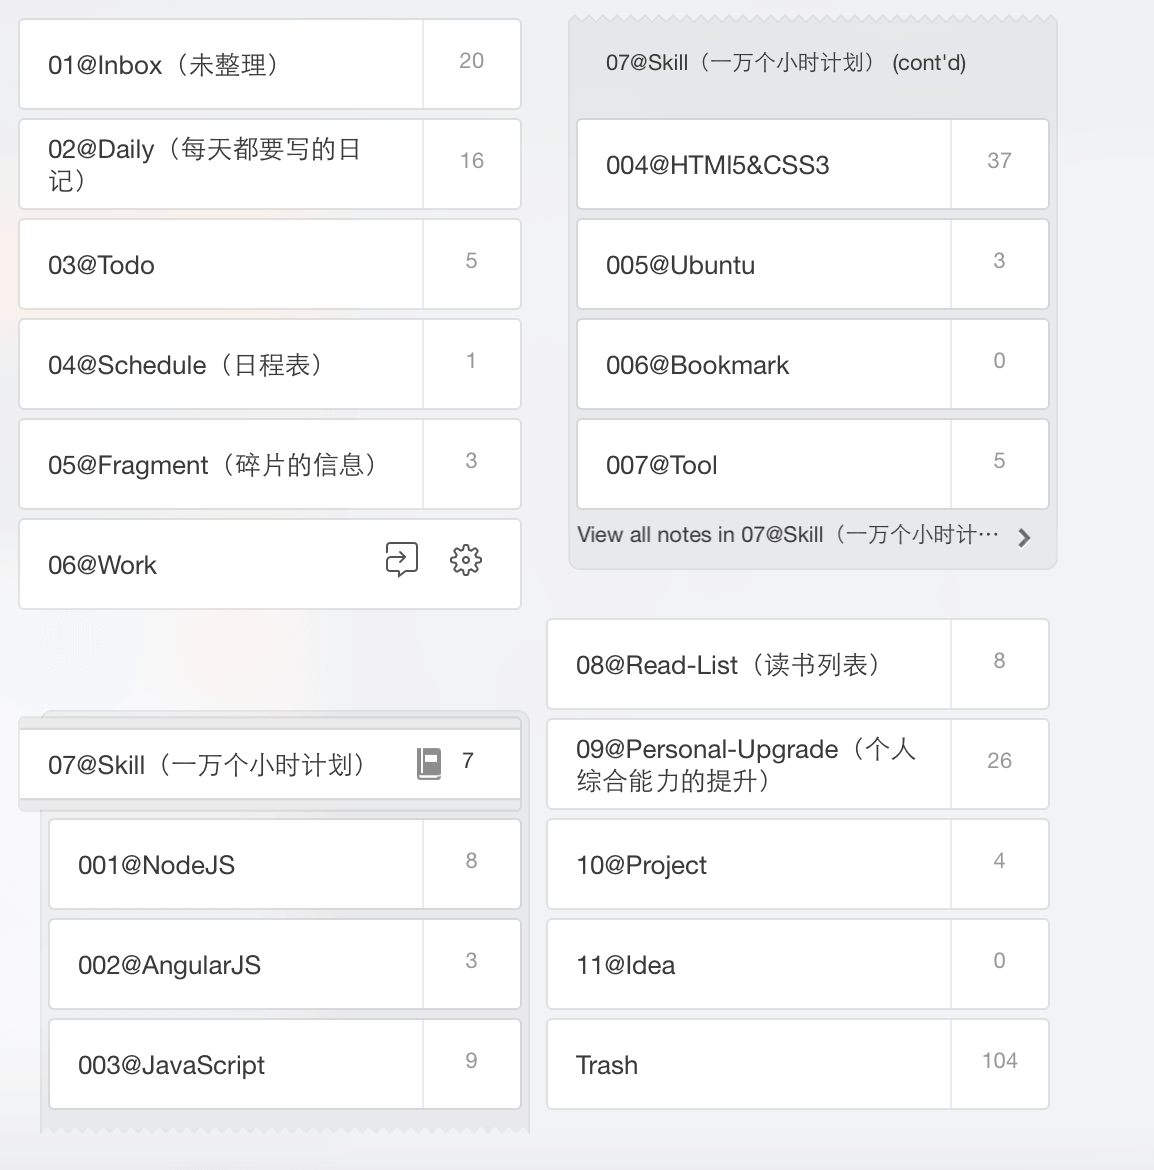 01@Inbox（未整理）
20
02@Daily（每天都要写的日
记）
16
03@Todo
5
04@Schedule（日程表）
1
05@Fragment（碎片的信息）
3
06@Work
07@Skill（一万个小时计划）
7
001@NodeJS
8
002@AngularJS
3
003@JavaScript
9
07@Skill（一万个小时计划） (cont'd)
004@HTMl5&CSS3
37
005@Ubuntu
3
006@Bookmark
0
007@Tool
5
View all notes in 07@Skill（一万个小时计…
08@Read-List（读书列表）
8
09@Personal-Upgrade（个人
综合能力的提升）
26
10@Project
4
11@Idea
0
Trash
104